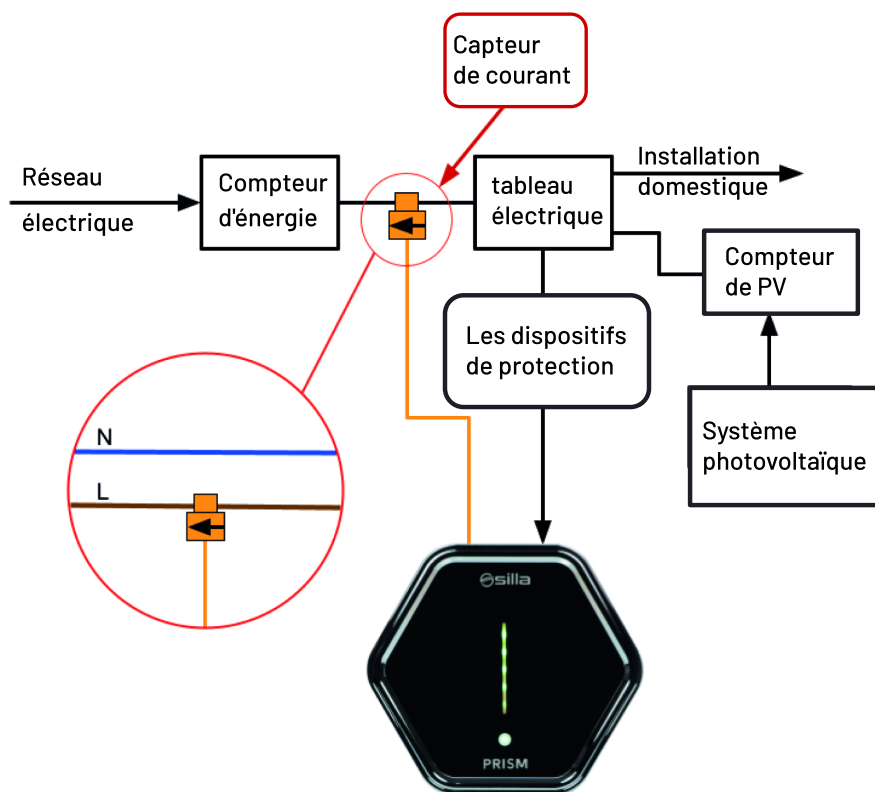 Capteur
de courant
Réseau
électrique
Compteur
d'énergie
tableau
électrique
Installation
domestique
Compteur
de PV
Les dispositifs
de protection
Système
photovoltaïque
N
L
silla
PRISM